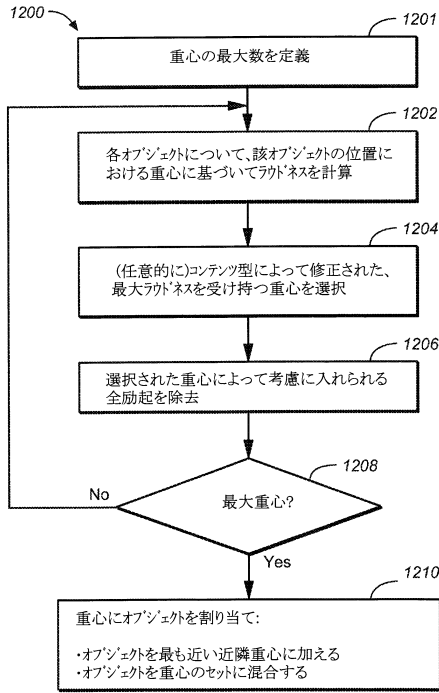 1200
1201
重心の最大数を定義
1202
各オブジェクトについて、該オブジェクトの位置に
おける重心に基づいてラウドネスを計算
1204
(任意的に)コンテンツ型によって修正された、
最大ラウドネスを受け持つ重心を選択
1206
選択された重心によって考慮に入れられる
全励起を除去
1208
最大重心?
No
Yes
1210
重心にオブジェクトを割り当て:
・オブジェクトを最も近い近隣重心に加える
・オブジェクトを重心のセットに混合する